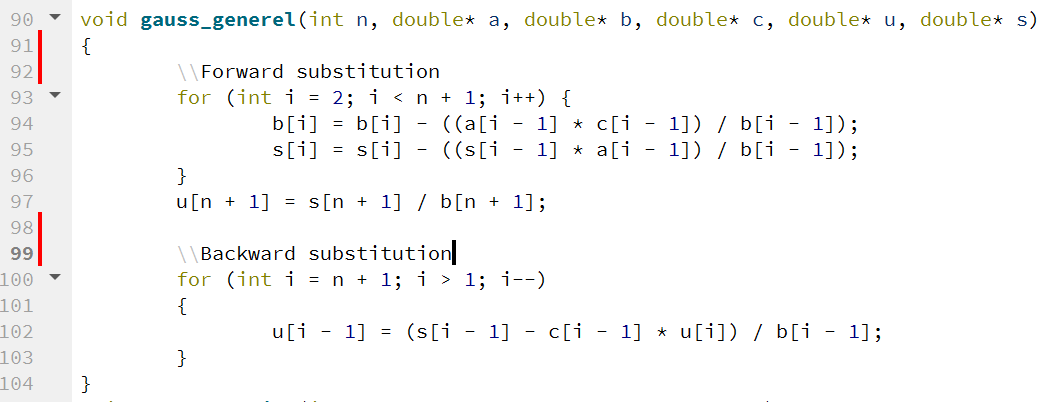 90 void gauss_generel(int n, double* a, double* b, double* c, double* u, double* s)
91 {
92 \\Forward substitution
93 for (int i = 2; i < n + 1; i++) {
94 b[i] = b[i] - ((a[i - 1] * c[i - 1]) / b[i - 1]);
95 s[i] = s[i] - ((s[i - 1] * a[i - 1]) / b[i - 1]);
96 }
97 u[n + 1] = s[n + 1] / b[n + 1];
98
99 \\Backward substitution
100 for (int i = n + 1; i > 1; i--)
101 {
102 u[i - 1] = (s[i - 1] - c[i - 1] * u[i]) / b[i - 1];
103 }
104 }